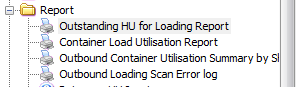 Report
Outstanding HU for Loading Report
Container Load Utilisation Report
Outbound Container Utilisation Summary by
Outbound Loading Scan Error log